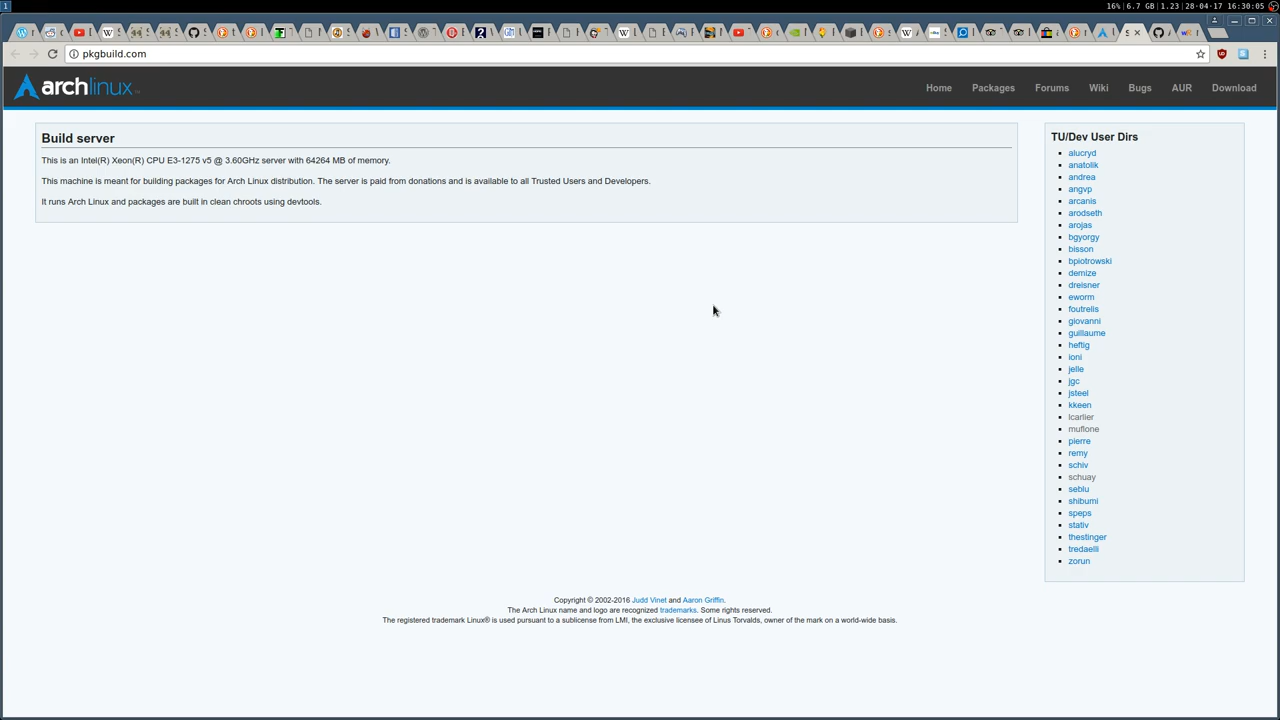 1
16% | 6.7 GB | 1.23 | 28-04-17 16:30:05
pkgbuild.com
archlinux
Home Packages Forums Wiki Bugs AUR Download
Build server
This is an Intel(R) Xeon(R) CPU E3-1275 v5 @ 3.60GHz server with 64264 MB of memory.
This machine is meant for building packages for Arch Linux distribution. The server is paid from donations and is available to all Trusted Users and Developers.
It runs Arch Linux and packages are built in clean chroots using devtools.
TU/Dev User Dirs
alucryd
anatolik
andrea
angvp
arcanis
arodseth
arojas
bgyorgy
bisson
bpiotrowski
demize
dreisner
eworm
foutrelis
giovanni
guillaume
heftig
ioni
jelle
jgc
jsteel
kkeen
lcarlier
muflone
pierre
remy
schiv
schuay
seblu
shibumi
speps
stativ
thestinger
tredaelli
zorun
Copyright © 2002-2016 Judd Vinet and Aaron Griffin.
The Arch Linux name and logo are recognized trademarks. Some rights reserved.
The registered trademark Linux® is used pursuant to a sublicense from LMI, the exclusive licensee of Linus Torvalds, owner of the mark on a world-wide basis.